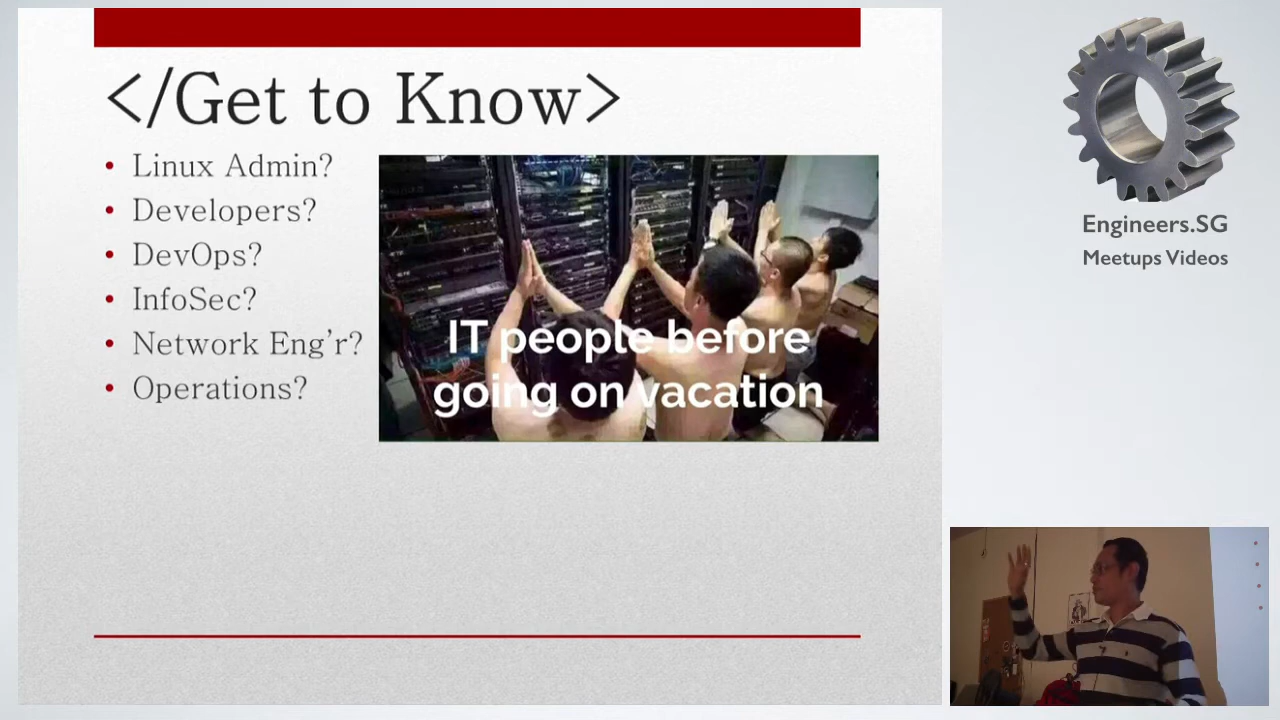 </Get to Know>
• Linux Admin?
• Developers?
• DevOps?
• InfoSec?
• Network Eng'r?
• Operations?
IT people before
going on vacation
Engineers.SG
Meetups Videos